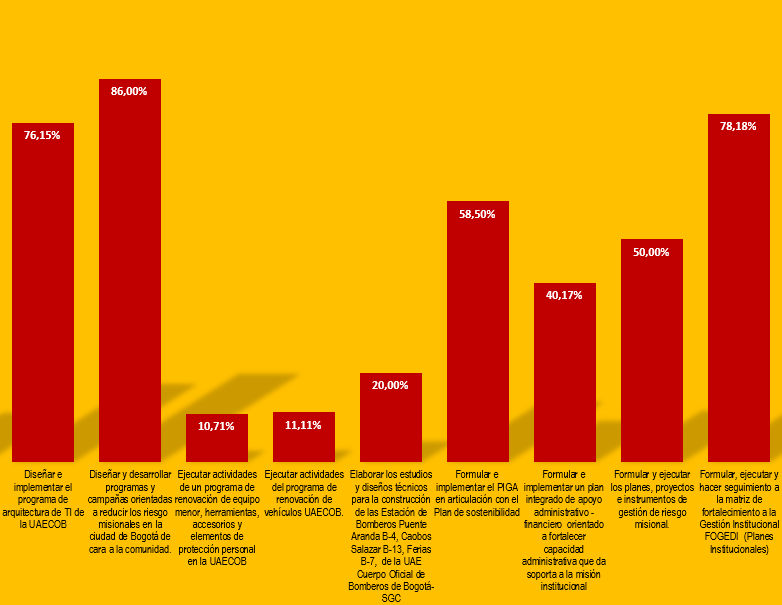 86,00%
78,18%
76,15%
58,50%
50,00%
40,17%
20,00%
11,11%
10,71%
Diseñar e
implementar el
programa de
arquitectura de TI de
la UAECOB
Diseñar y desarrollar
programas y
campañas orientadas
a reducir los riesgo
misionales en la
ciudad de Bogotá de
cara a la comunidad.
Ejecutar actividades
de un programa de
renovación de equipo
menor, herramientas,
accesorios y
elementos de
protección personal
en la UAECOB
Ejecutar actividades
del programa de
renovación de
vehículos UAECOB.
Elaborar los estudios
y diseños técnicos
para la construcción
de las Estación de
Bomberos Puente
Aranda B-4, Caobos
Salazar B-13, Ferias
B-7, de la UAE
Cuerpo Oficial de
Bomberos de Bogotá-
SGC
Formular e
implementar el PIGA
en articulación con el
Plan de sostenibilidad
Formular e
implementar un plan
integrado de apoyo
administrativo -
financiero orientado
a fortalecer
capacidad
administrativa que da
soporta a la misión
institucional
Formular y ejecutar
los planes, proyectos
e instrumentos de
gestión de riesgo
misional.
Formular, ejecutar y
hacer seguimiento a
la matriz de
fortalecimiento a la
Gestión Institucional
FOGEDI (Planes
Institucionales)